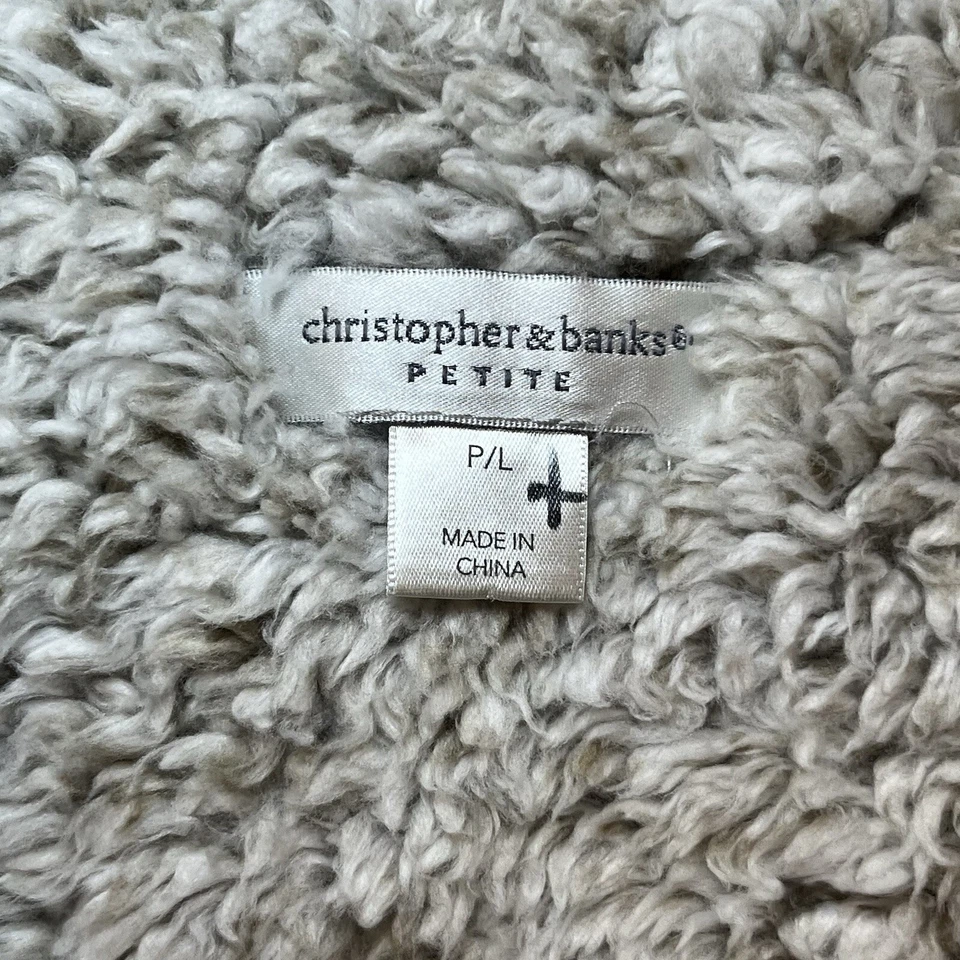 christopher & banks®
PETITE
P/L
MADE IN
CHINA